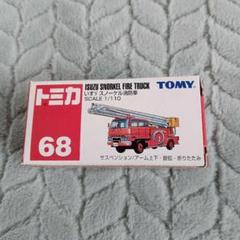 トミカ
68
ISUZU SNORKEL FIRE TRUCK
いすゞスノーケル消防車
SCALE 1/110
TOMY
サスペンション/アーム上下・旋回・折りたたみ